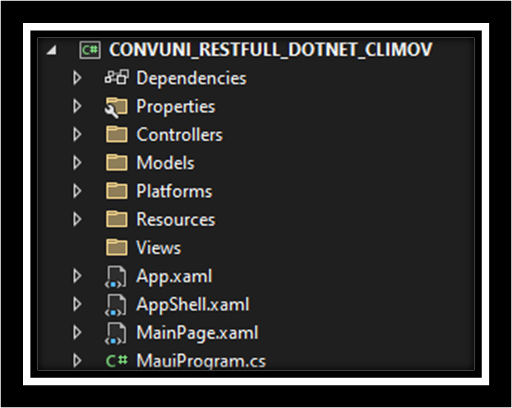 C# CONVUNI_RESTFULL_DOTNET_CLIMOV
Dependencies
Properties
Controllers
Models
Platforms
Resources
Views
App.xaml
AppShell.xaml
MainPage.xaml
C# MauiProgram.cs